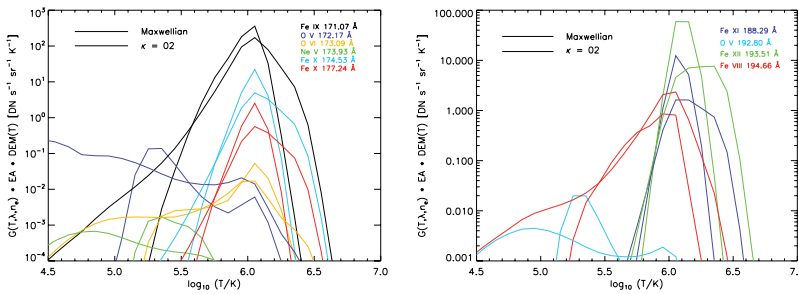 G(T,λ,nₑ) • EA • DEM(T) [DN s⁻¹ sr⁻¹ K⁻¹]
10³
10²
10¹
10⁰
10⁻¹
10⁻²
10⁻³
10⁻⁴
Maxwellian
κ = 02
Fe IX 171.07 Å
O V 172.17 Å
O VI 173.09 Å
Ne V 173.93 Å
Fe X 174.53 Å
Fe X 177.24 Å
4.5 5.0 5.5 6.0 6.5 7.0
log₁₀ (T/K)
G(T,λ,nₑ) • EA • DEM(T) [DN s⁻¹ sr⁻¹ K⁻¹]
100.000
10.000
1.000
0.100
0.010
0.001
Maxwellian
κ = 02
Fe XI 188.29 Å
O V 192.80 Å
Fe XII 193.51 Å
Fe VIII 194.66 Å
4.5 5.0 5.5 6.0 6.5 7.0
log₁₀ (T/K)